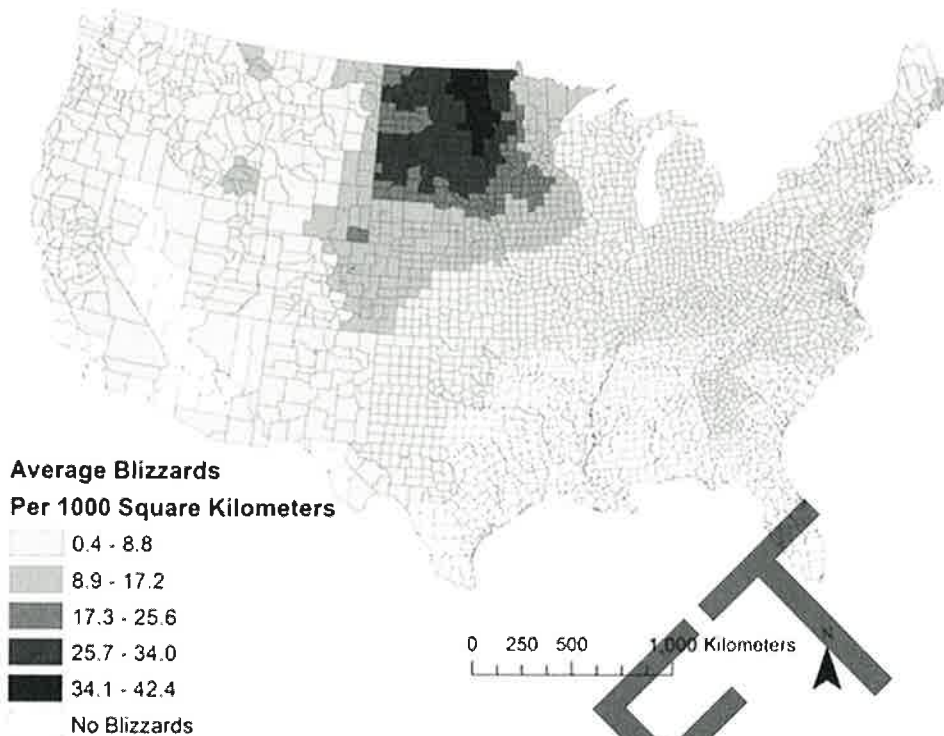 Average Blizzards
Per 1000 Square Kilometers
0.4 - 8.8
8.9 - 17.2
17.3 - 25.6
25.7 - 34.0
34.1 - 42.4
No Blizzards
0 250 500 1,000 Kilometers
N